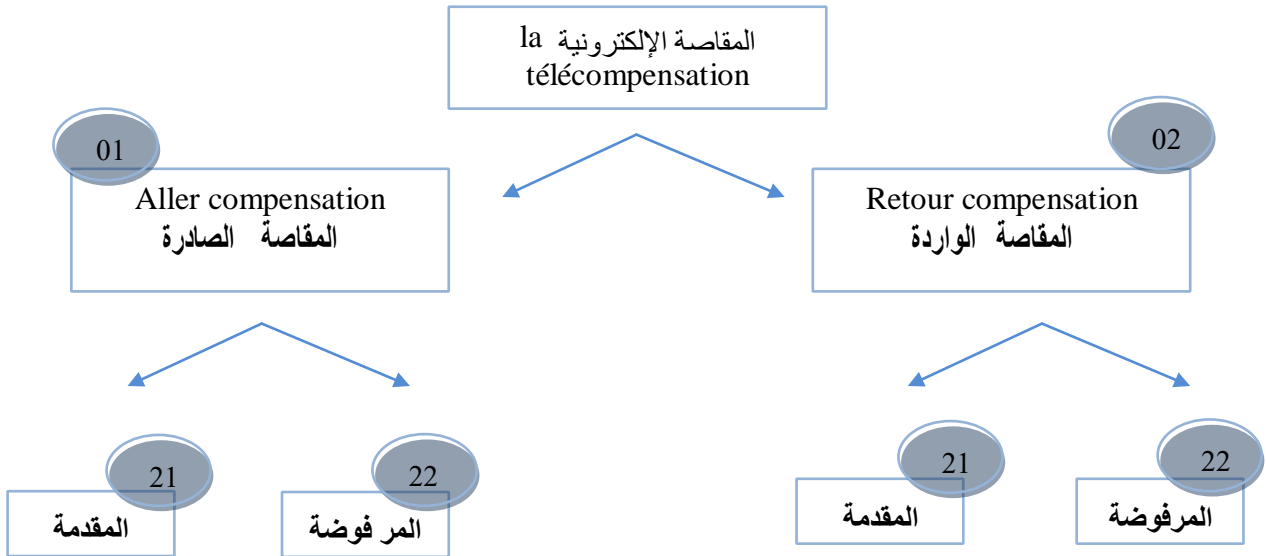 المقاصة الإلكترونية la
télécompensation
01
02
Aller compensation
المقاصة الصادرة
Retour compensation
المقاصة الواردة
21
22
21
22
المقدمة
المر فوضة
المقدمة
المرفوضة